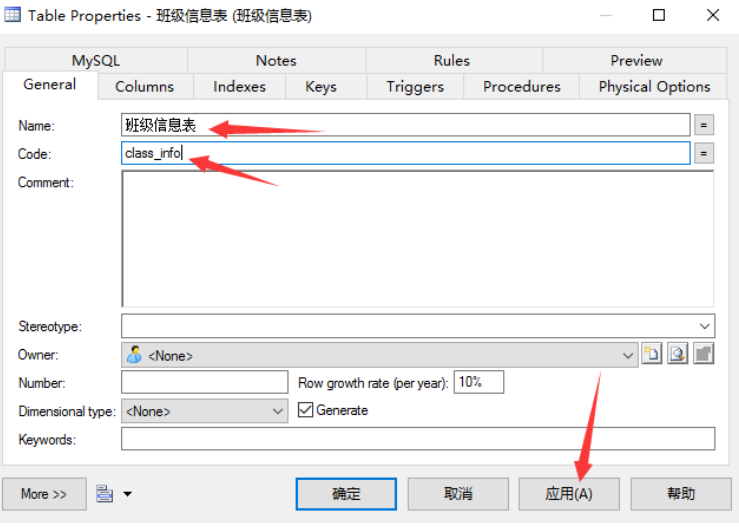 Table Properties - 班级信息表 (班级信息表)
MySQL Notes Rules Preview
General Columns Indexes Keys Triggers Procedures Physical Options
Name: 班级信息表 =
Code: class_info =
Comment:
Stereotype:
Owner: <None>
Number: Row growth rate (per year): 10%
Dimensional type: <None> Generate
Keywords:
More >> 确定 取消 应用(A) 帮助